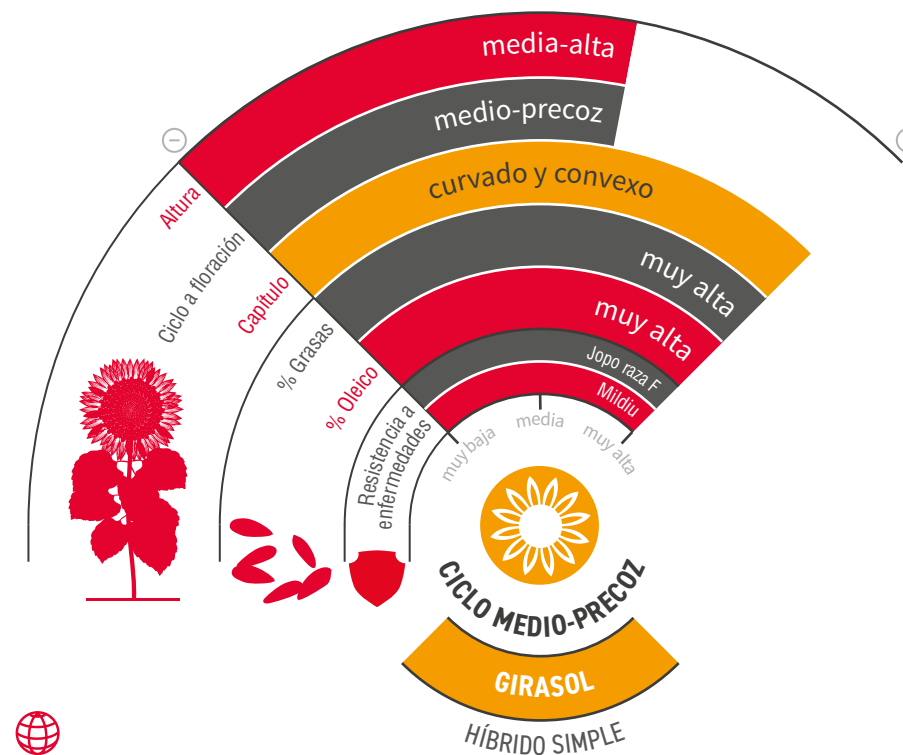 media-alta
medio-precoz
curvado y convexo
muy alta
muy alta
Jopo raza F
Mildiu
Altura
Ciclo a floración
Capítulo
% Grasas
% Oleico
Resistencia a
enfermedades
muy baja
media
muy alta
CICLO MEDIO-PRECOZ
GIRASOL
HÍBRIDO SIMPLE